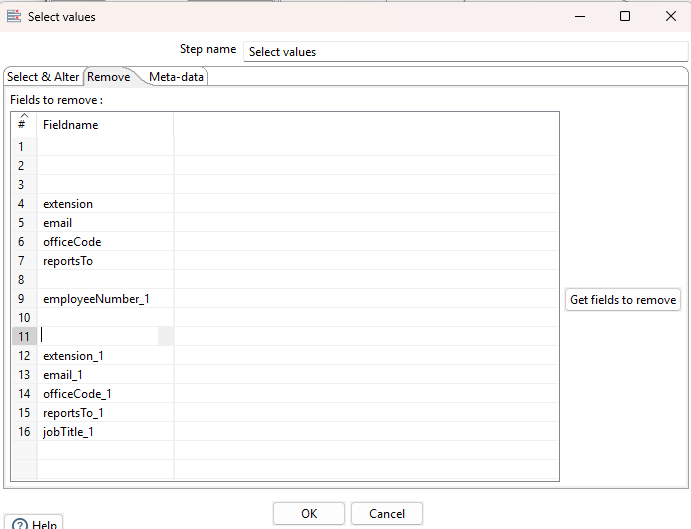 Select values
Step name Select values
Select & Alter Remove Meta-data
Fields to remove :
# Fieldname
1
2
3
4 extension
5 email
6 officeCode
7 reportsTo
8
9 employeeNumber_1
Get fields to remove
10
11
12 extension_1
13 email_1
14 officeCode_1
15 reportsTo_1
16 jobTitle_1
OK Cancel
Help